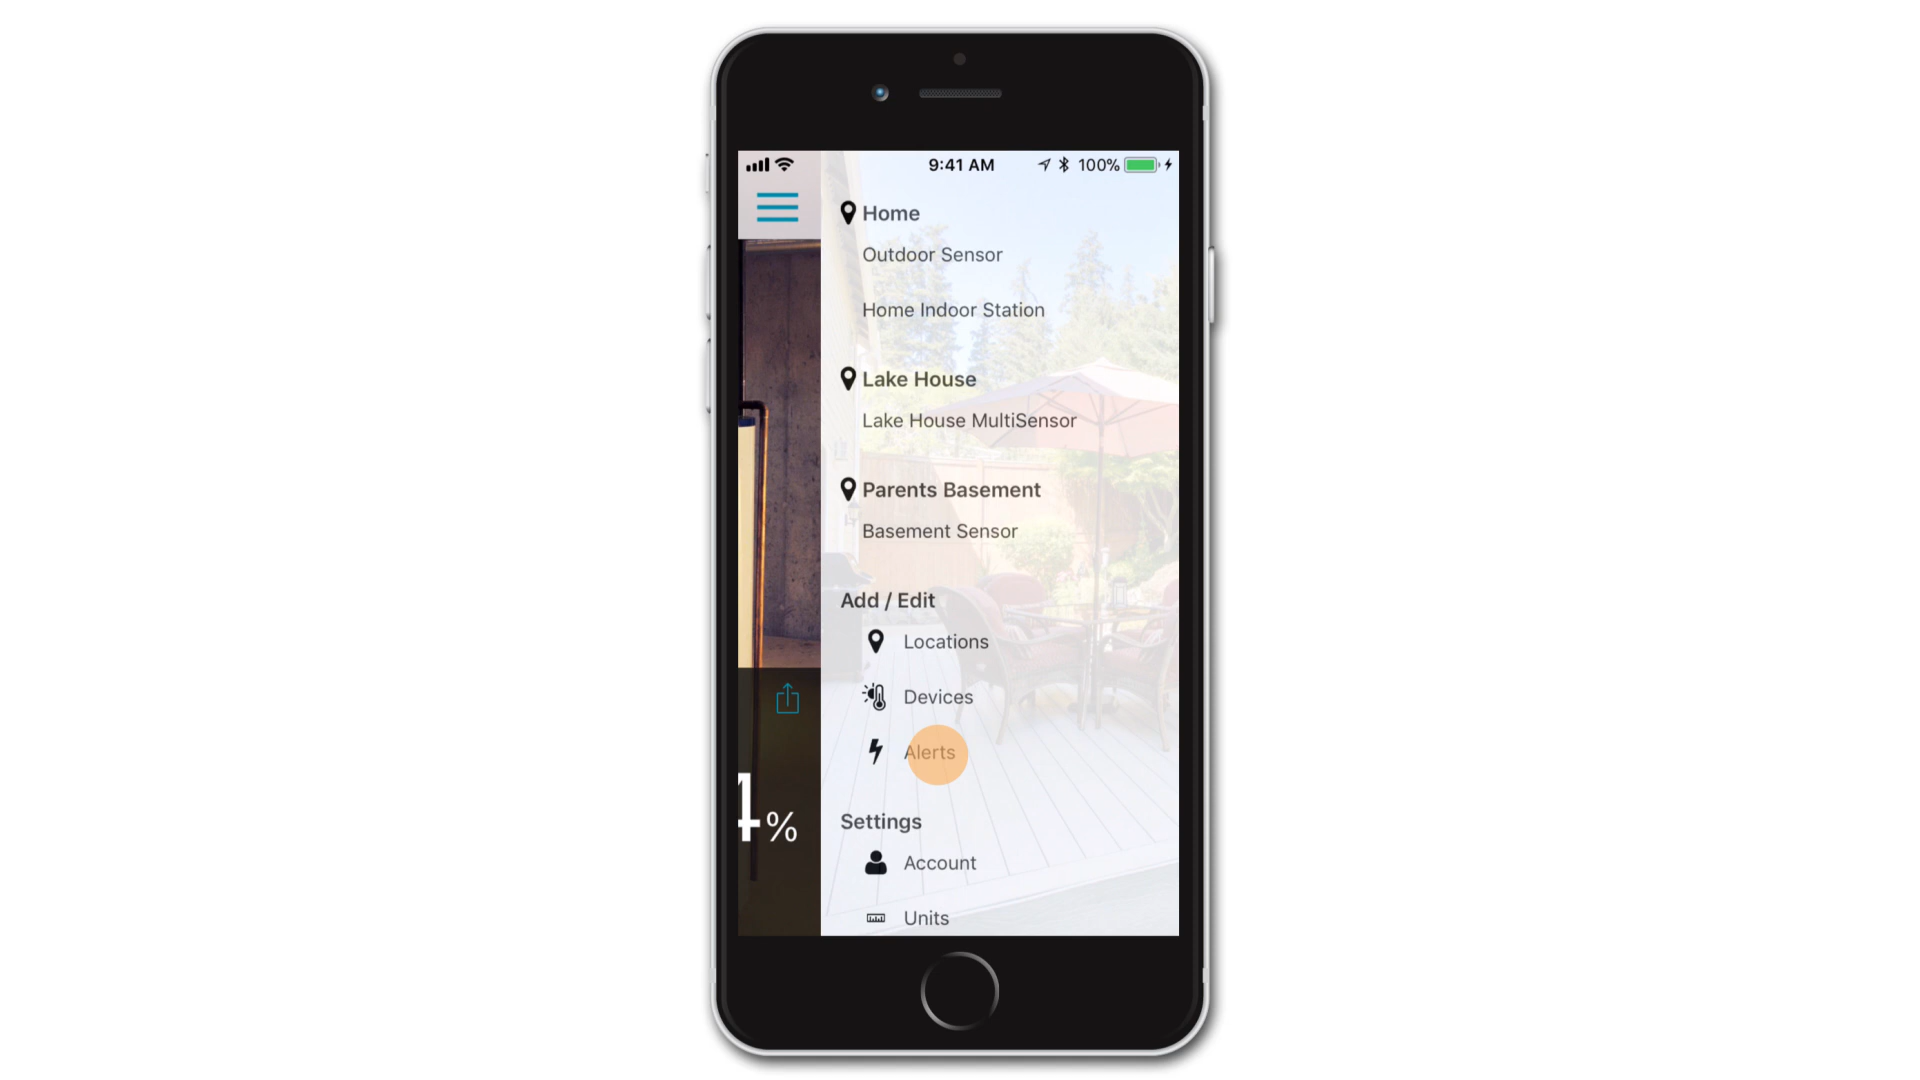 9:41 AM
100%
Home
Outdoor Sensor
Home Indoor Station
Lake House
Lake House MultiSensor
Parents Basement
Basement Sensor
Add / Edit
Locations
Devices
Alerts
4%
Settings
Account
Units